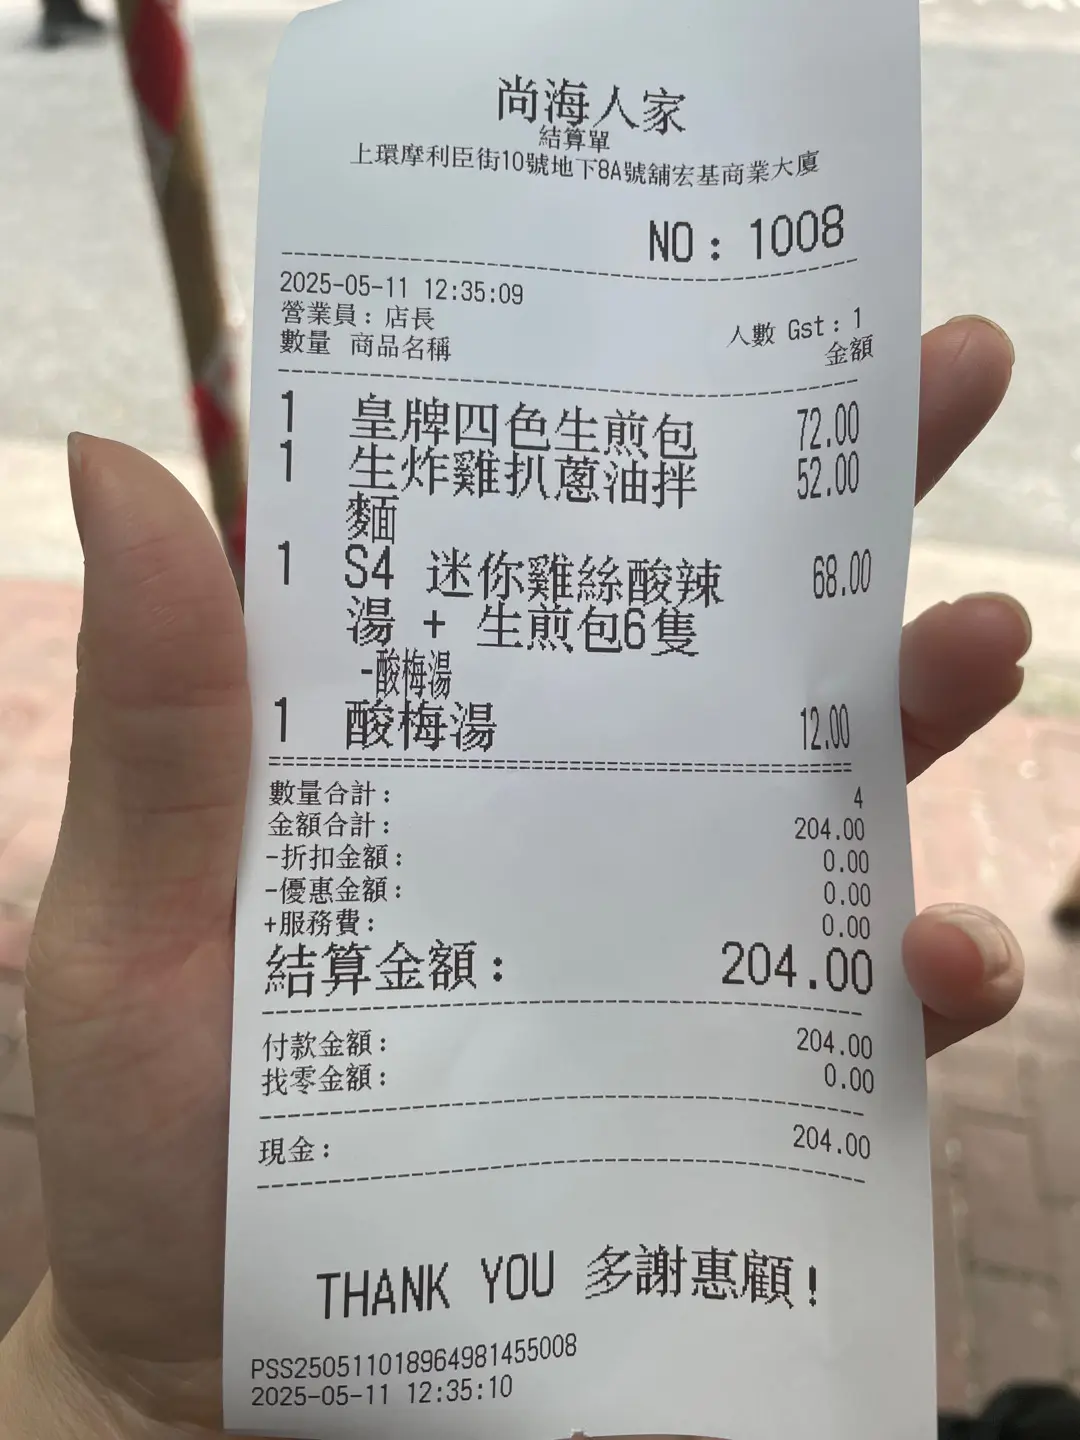 尚海人家
結算單
上環摩利臣街10號地下8A號舖宏基商業大廈
NO: 1008
2025-05-11 12:35:09
營業員: 店長
人數 Gst: 1
數量 商品名稱 金額
1 皇牌四色生煎包 72.00
1 生炸雞扒蔥油拌 52.00
麵
1 S4 迷你雞絲酸辣 68.00
湯 + 生煎包6隻
-酸梅湯
1 酸梅湯 12.00
數量合計: 4
金額合計: 204.00
-折扣金額: 0.00
-優惠金額: 0.00
+服務費: 0.00
結算金額: 204.00
付款金額: 204.00
找零金額: 0.00
現金: 204.00
THANK YOU 多謝惠顧!
PSS250511018964981455008
2025-05-11 12:35:10